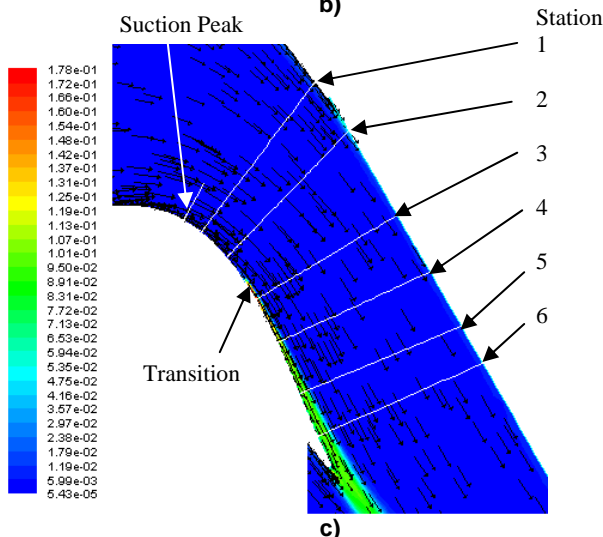 b)
Suction Peak
Station
1
2
3
4
5
6
Transition
1.78e-01
1.72e-01
1.66e-01
1.60e-01
1.54e-01
1.48e-01
1.42e-01
1.37e-01
1.31e-01
1.25e-01
1.19e-01
1.13e-01
1.07e-01
1.01e-01
9.50e-02
8.91e-02
8.31e-02
7.72e-02
7.13e-02
6.53e-02
5.94e-02
5.35e-02
4.75e-02
4.16e-02
3.57e-02
2.97e-02
2.38e-02
1.79e-02
1.19e-02
5.99e-03
5.43e-05
c)